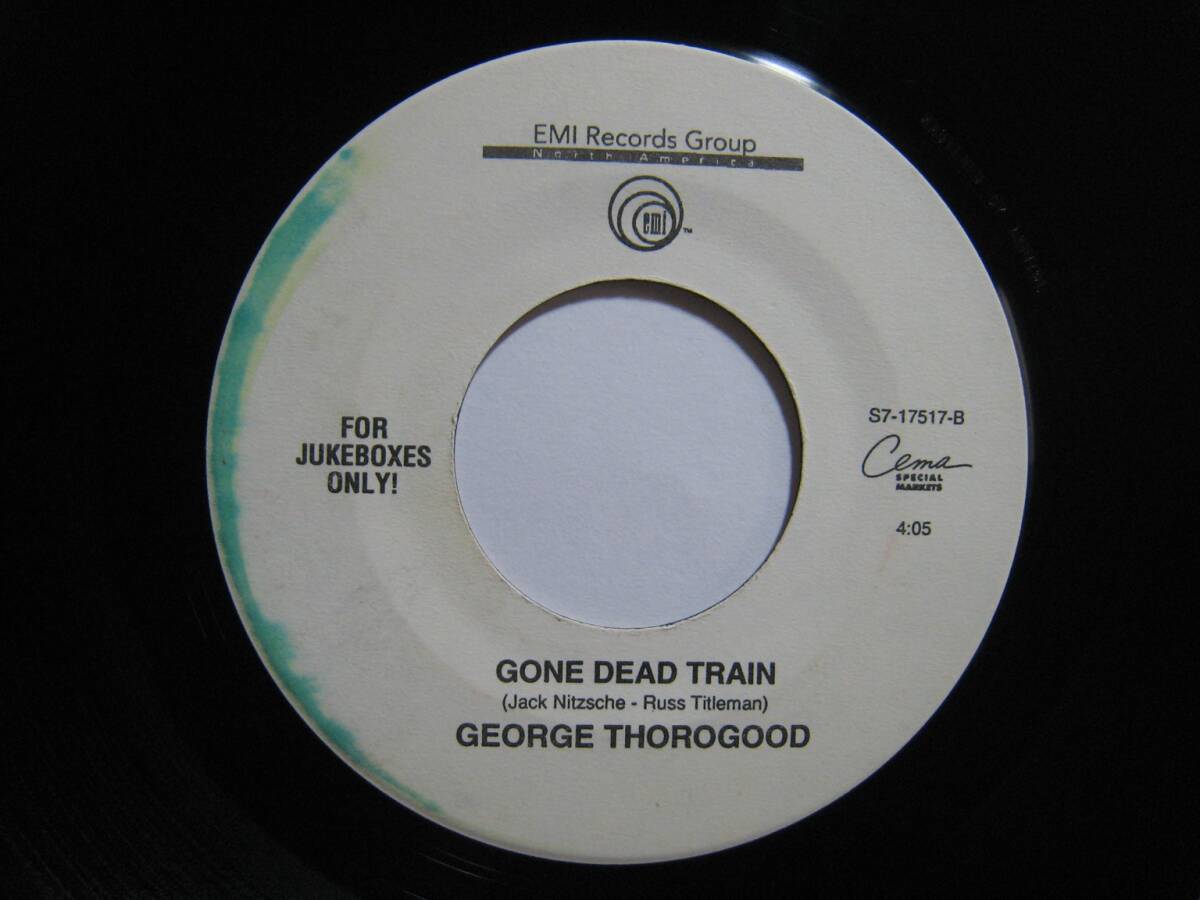 EMI Records Group
North America
emi™
FOR
JUKEBOXES
ONLY!
S7-17517-B
Cema
SPECIAL
MARKETS
4:05
GONE DEAD TRAIN
(Jack Nitzsche - Russ Titleman)
GEORGE THOROGOOD